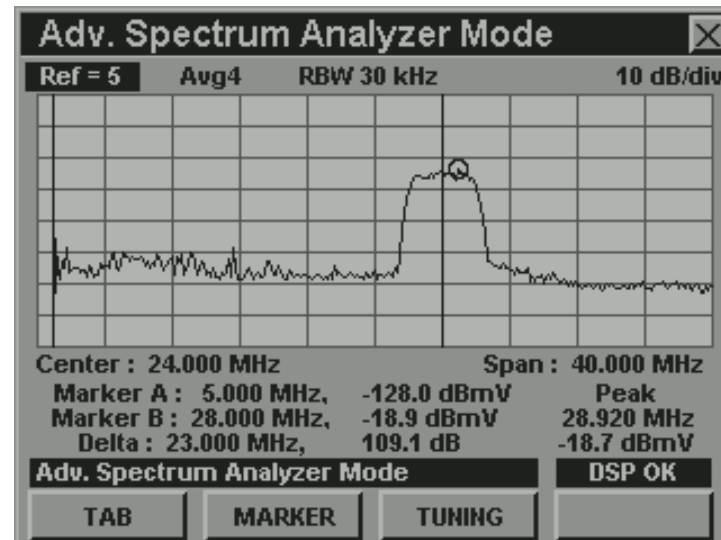 Adv. Spectrum Analyzer Mode
Ref = 5 Avg4 RBW 30 kHz 10 dB/div
Center : 24.000 MHz Span : 40.000 MHz
Marker A : 5.000 MHz, -128.0 dBmV Peak
Marker B : 28.000 MHz, -18.9 dBmV 28.920 MHz
Delta : 23.000 MHz, 109.1 dB -18.7 dBmV
Adv. Spectrum Analyzer Mode DSP OK
TAB MARKER TUNING